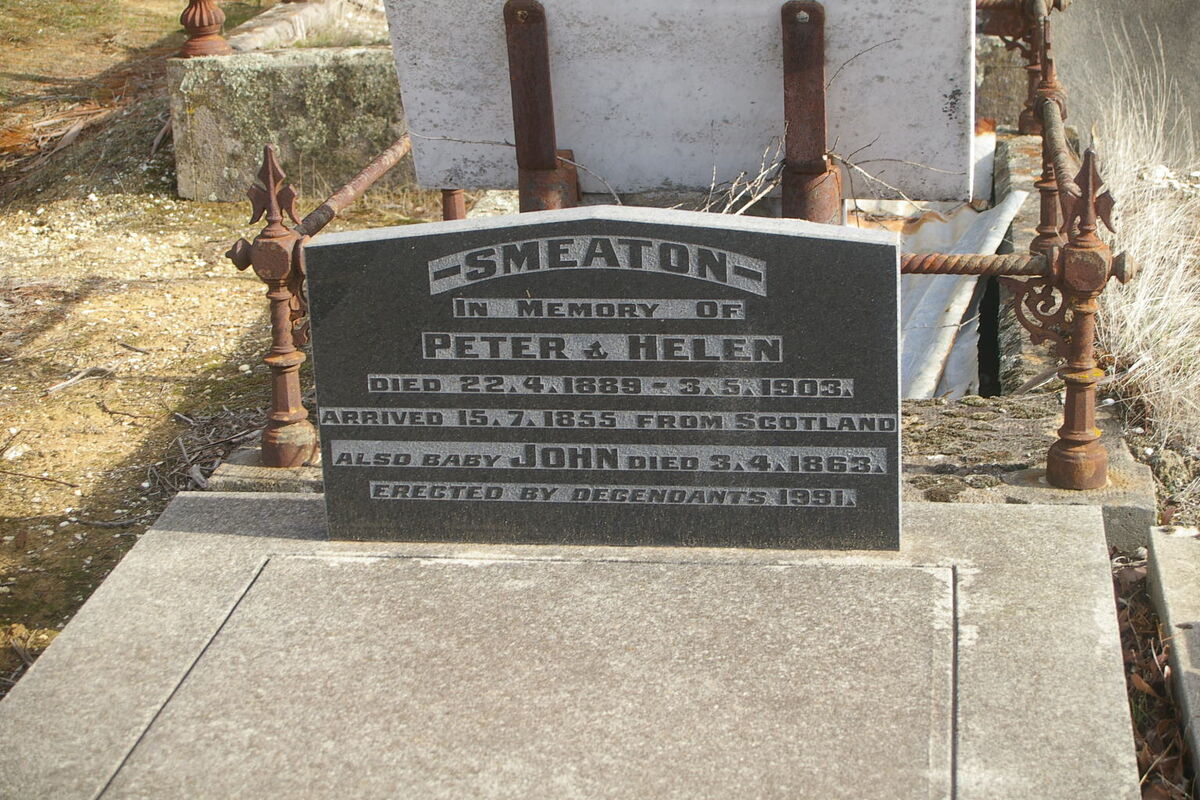 -SMEATON-
IN MEMORY OF
PETER & HELEN
DIED 22.4.1889 - 3.5.1903.
ARRIVED 15.7.1855 FROM SCOTLAND
ALSO BABY JOHN DIED 3.4.1863.
ERECTED BY DECENDANTS 1991.